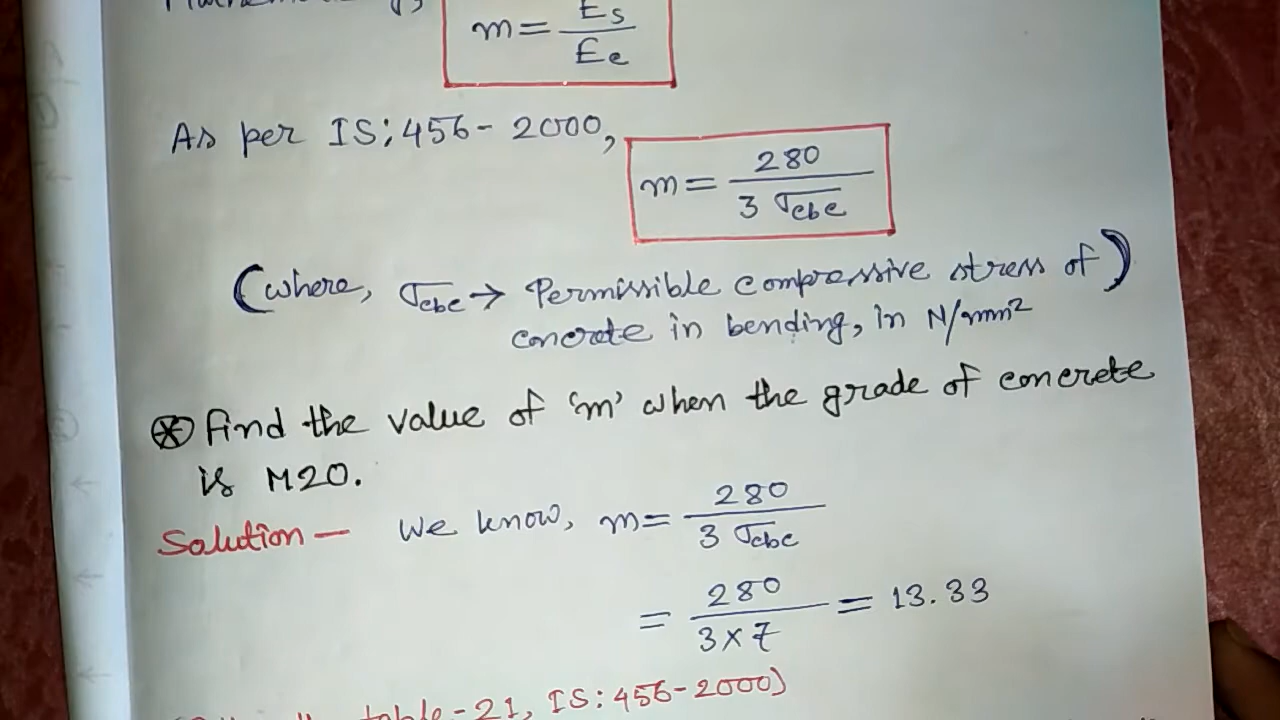 m = Es / Ec
As per IS:456-2000,
m = 280 / 3 σcbc
(where, σcbc → Permissible compressive stress of)
concrete in bending, in N/mm²
⊛ Find the value of 'm' when the grade of concrete
is M20.
Solution — We know, m = 280 / 3 σcbc
= 280 / 3 × 7 = 13.33
table-21, IS:456-2000)